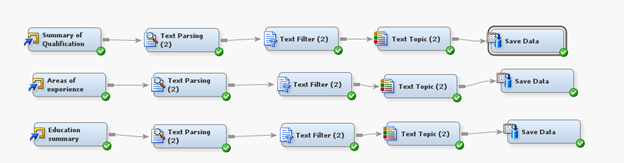 Summary of
Qualification
Text Parsing
(2)
Text Filter (2)
Text Topic (2)
Save Data
Areas of
experience
Text Parsing
(2)
Text Filter (2)
Text Topic (2)
Save Data
Education
summary
Text Parsing
(2)
Text Filter (2)
Text Topic (2)
Save Data